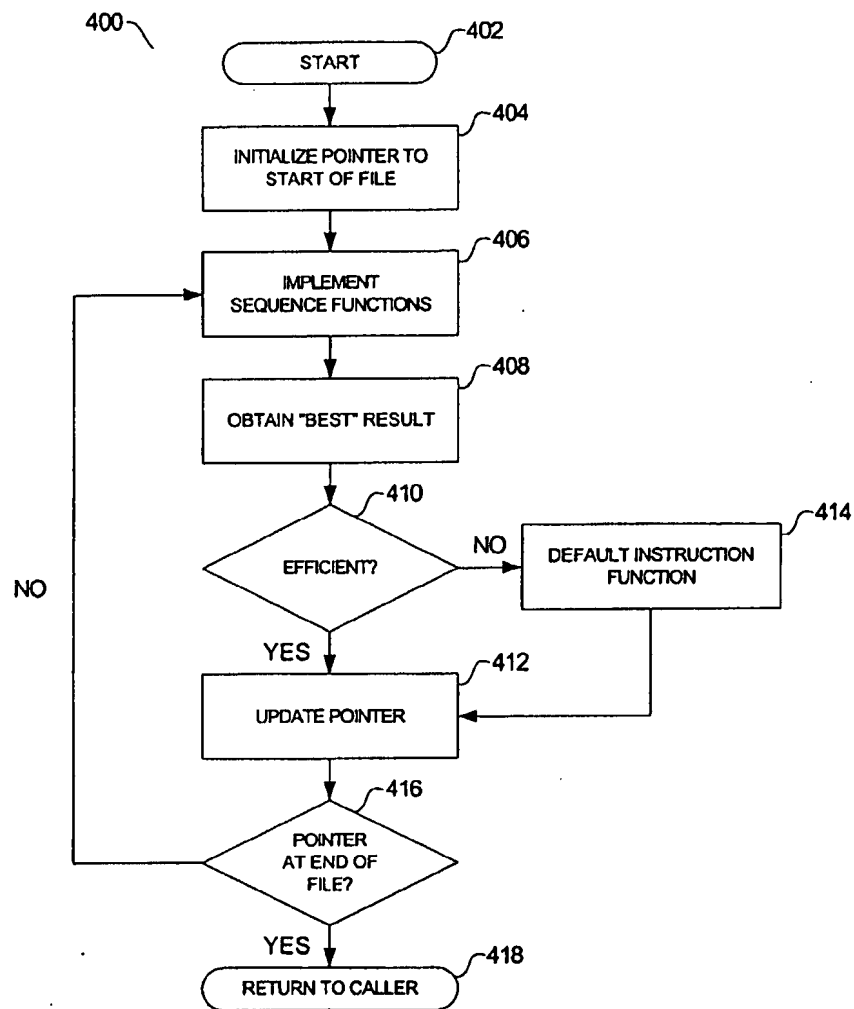 400
402
START
404
INITIALIZE POINTER TO
START OF FILE
406
IMPLEMENT
SEQUENCE FUNCTIONS
408
OBTAIN "BEST" RESULT
410
EFFICIENT?
NO
414
DEFAULT INSTRUCTION
FUNCTION
NO
YES
412
UPDATE POINTER
416
POINTER
AT END OF
FILE?
YES
418
RETURN TO CALLER